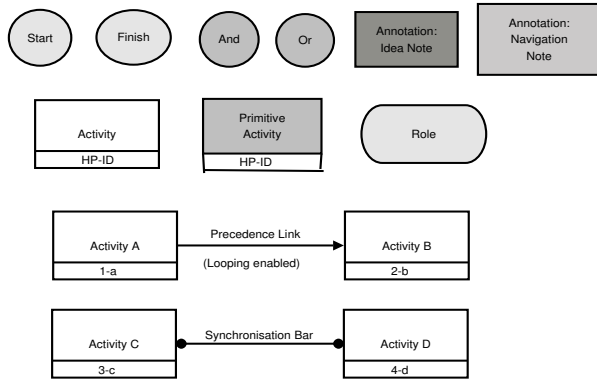 Start
Finish
And
Or
Annotation:
Idea Note
Annotation:
Navigation
Note
Activity
HP-ID
Primitive
Activity
HP-ID
Role
Activity A
1-a
Precedence Link
(Looping enabled)
Activity B
2-b
Activity C
3-c
Synchronisation Bar
Activity D
4-d